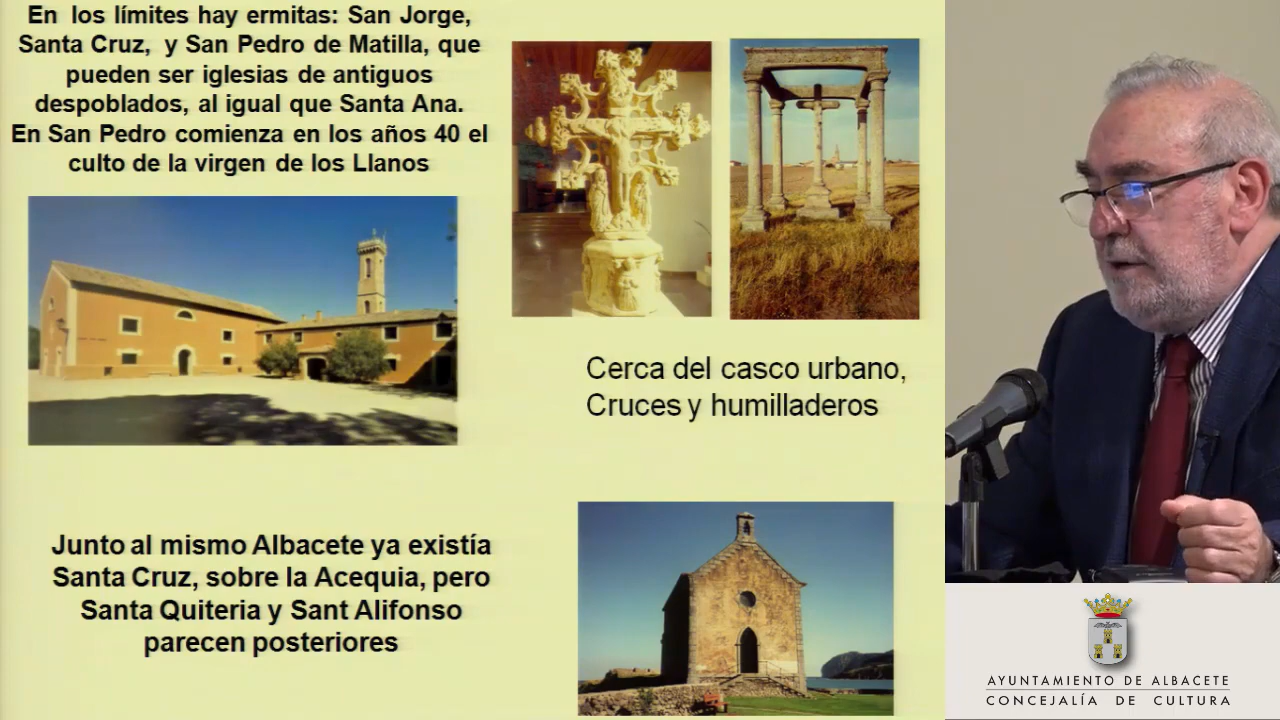 En los límites hay ermitas: San Jorge,
Santa Cruz, y San Pedro de Matilla, que
pueden ser iglesias de antiguos
despoblados, al igual que Santa Ana.
En San Pedro comienza en los años 40 el
culto de la virgen de los Llanos
Cerca del casco urbano,
Cruces y humilladeros
Junto al mismo Albacete ya existía
Santa Cruz, sobre la Acequia, pero
Santa Quiteria y Sant Alifonso
parecen posteriores
AYUNTAMIENTO DE ALBACETE
CONCEJALÍA DE CULTURA